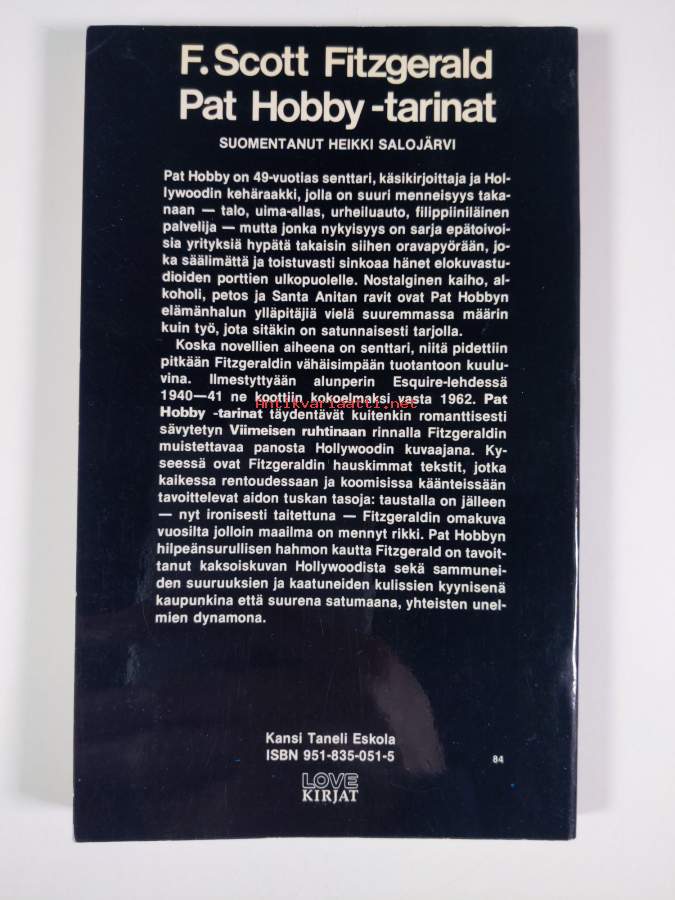 F. Scott Fitzgerald
Pat Hobby -tarinat
SUOMENTANUT HEIKKI SALOJÄRVI
Pat Hobby on 49-vuotias senttari, käsikirjoittaja ja Hol-
lywoodin kehäraakki, jolla on suuri menneisyys taka-
naan — talo, uima-allas, urheiluauto, filippiiniläinen
palvelija — mutta jonka nykyisyys on sarja epätoivoi-
sia yrityksiä hypätä takaisin siihen oravapyörään, jo-
ka säälimättä ja toistuvasti sinkoaa hänet elokuvastu-
dioiden porttien ulkopuolelle. Nostalginen kaiho, al-
koholi, petos ja Santa Anitan ravit ovat Pat Hobbyn
elämänhalun ylläpitäjiä vielä suuremmassa määrin
kuin työ, jota sitäkin on satunnaisesti tarjolla.
Koska novellien aiheena on senttari, niitä pidettiin
pitkään Fitzgeraldin vähäisimpään tuotantoon kuulu-
vina. Ilmestyttyään alunperin Esquire-lehdessä
1940—41 ne koottiin kokoelmaksi vasta 1962. Pat
Antikvariaatti.net
Hobby -tarinat täydentävät kuitenkin romanttisesti
sävytetyn Viimeisen ruhtinaan rinnalla Fitzgeraldin
muistettavaa panosta Hollywoodin kuvaajana. Ky-
seessä ovat Fitzgeraldin hauskimmat tekstit, jotka
kaikessa rentoudessaan ja koomisissa käänteissään
tavoittelevat aidon tuskan tasoja: taustalla on jälleen
— nyt ironisesti taitettuna — Fitzgeraldin omakuva
vuosilta jolloin maailma on mennyt rikki. Pat Hobbyn
hilpeänsurullisen hahmon kautta Fitzgerald on tavoit-
tanut kaksoiskuvan Hollywoodista sekä sammunei-
den suuruuksien ja kaatuneiden kulissien kyynisenä
kaupunkina että suurena satumaana, yhteisten unel-
mien dynamona.
Kansi Taneli Eskola
ISBN 951-835-051-5
84
LOVE
KIRJAT